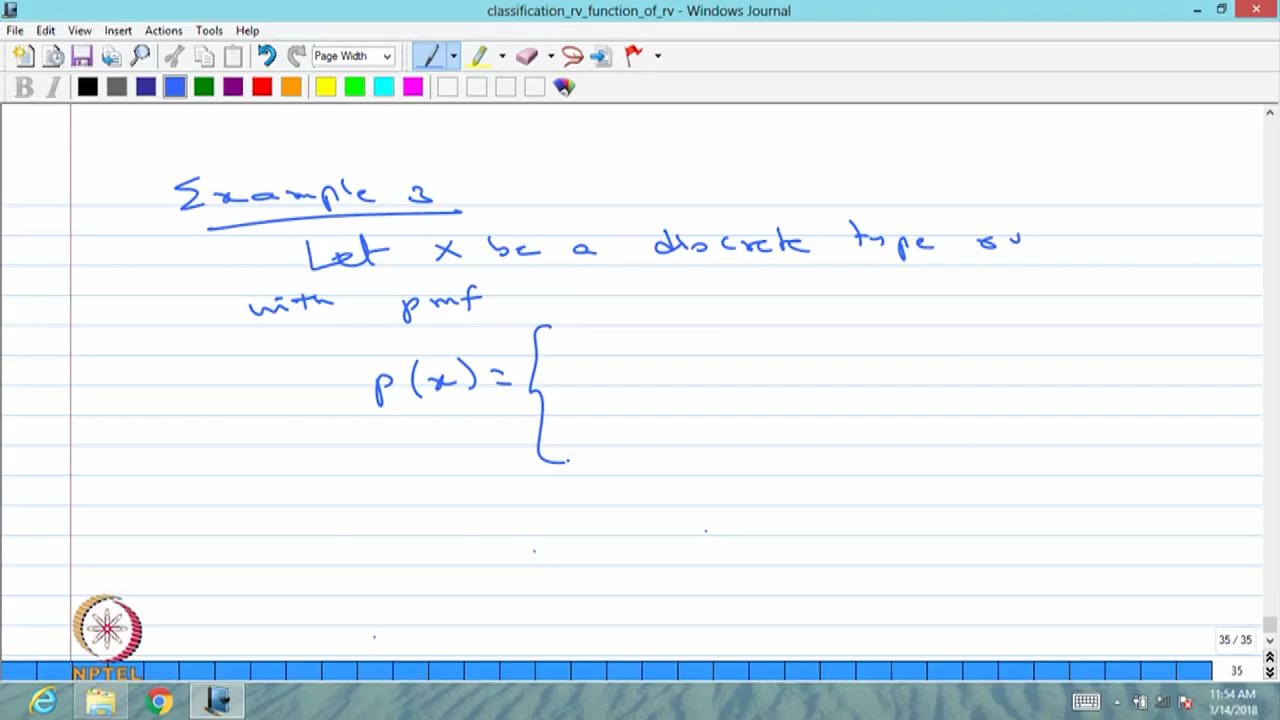 classification_rv_function_of_rv - Windows Journal
File Edit View Insert Actions Tools Help
Page Width
B I
Example 3
Let X be a discrete type rv
with pmf
p(x) = {
NPTEL
35 / 35
35
11:54 AM
3/14/2018